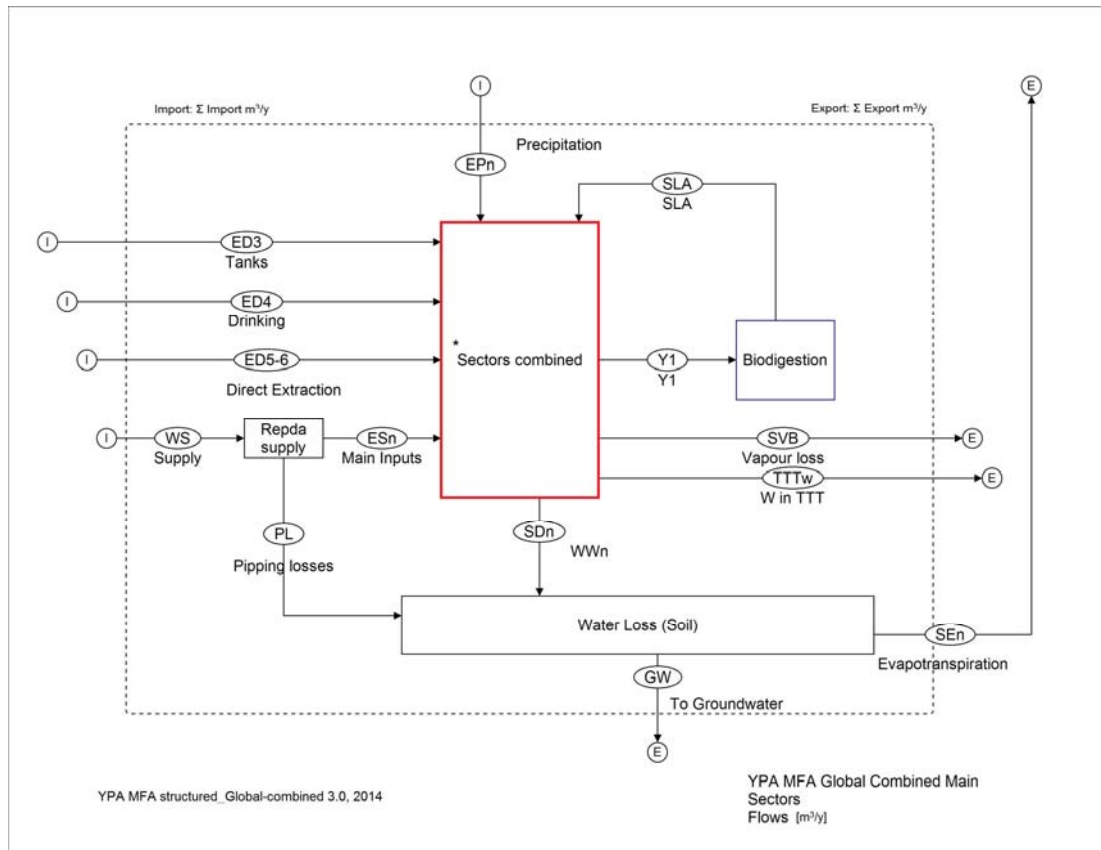 I
E
Import: Σ Import m³/y
Export: Σ Export m³/y
Precipitation
EPn
SLA
SLA
I
ED3
Tanks
I
ED4
Drinking
I
ED5-6
Direct Extraction
*
Sectors combined
Y1
Y1
Biodigestion
I
WS
Supply
Repda
supply
ESn
Main Inputs
SVB
Vapour loss
E
TTTw
W in TTT
E
PL
Pipping losses
SDn
WWn
Water Loss (Soil)
SEn
Evapotranspiration
GW
To Groundwater
E
YPA MFA structured_Global-combined 3.0, 2014
YPA MFA Global Combined Main
Sectors
Flows [m³/y]